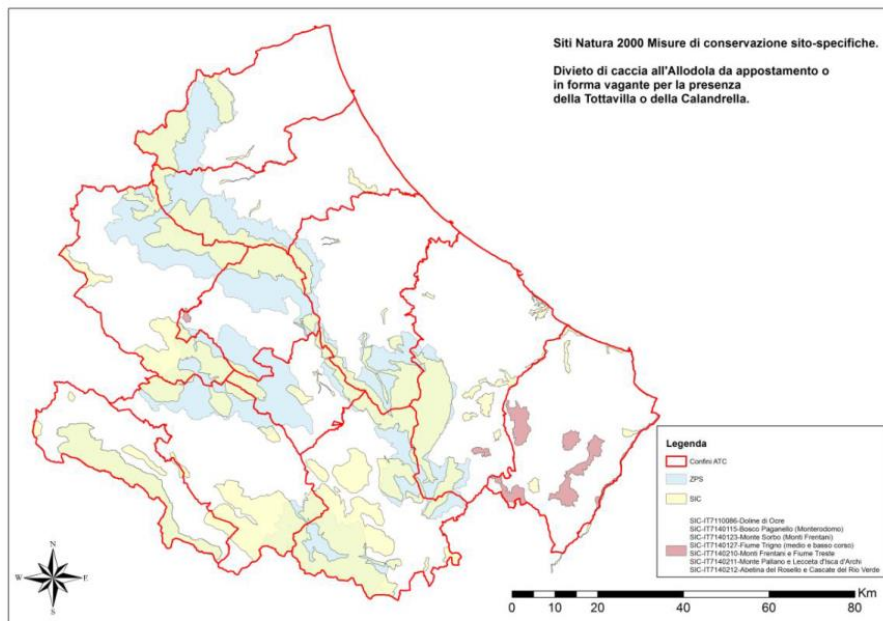 Siti Natura 2000 Misure di conservazione sito-specifiche.
Divieto di caccia all'Allodola da appostamento o
in forma vagante per la presenza
della Tottavilla o della Calandrella.
Legenda
Confini ATC
ZPS
SIC
SIC-IT7110086-Doline di Ocre
SIC-IT7140115-Bosco Paganello (Monterodomo)
SIC-IT7140123-Monte Sorbo (Monti Frentani)
SIC-IT7140127-Fiume Trigno (medio e basso corso)
SIC-IT7140210-Monti Frentani e Fiume Treste
SIC-IT7140211-Monte Pallano e Lecceta d'Isca d'Archi
SIC-IT7140212-Abetina del Rosello e Cascate del Rio Verde
N
W E
S
Km
0 5 10 20 40 60 80